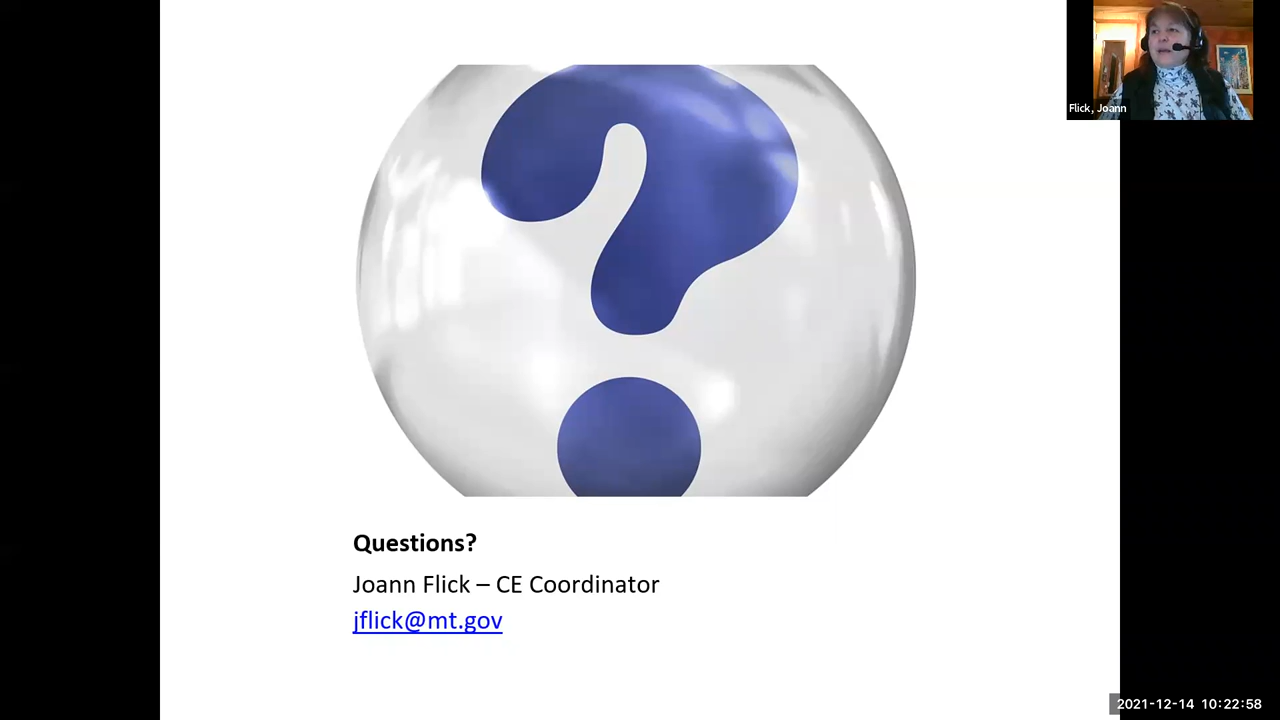 Flick, Joann
Questions?
Joann Flick – CE Coordinator
jflick@mt.gov
2021-12-14 10:22:58